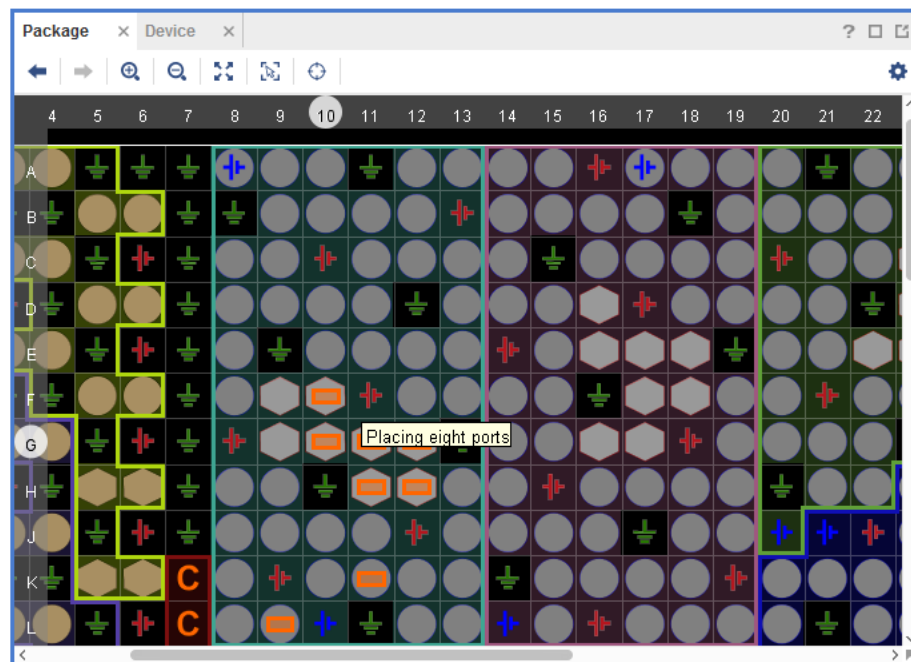 Package × Device ×
?
4 5 6 7 8 9 10 11 12 13 14 15 16 17 18 19 20 21 22
A
B
C
D
E
F
G
Placing eight ports
H
J
K C
L C